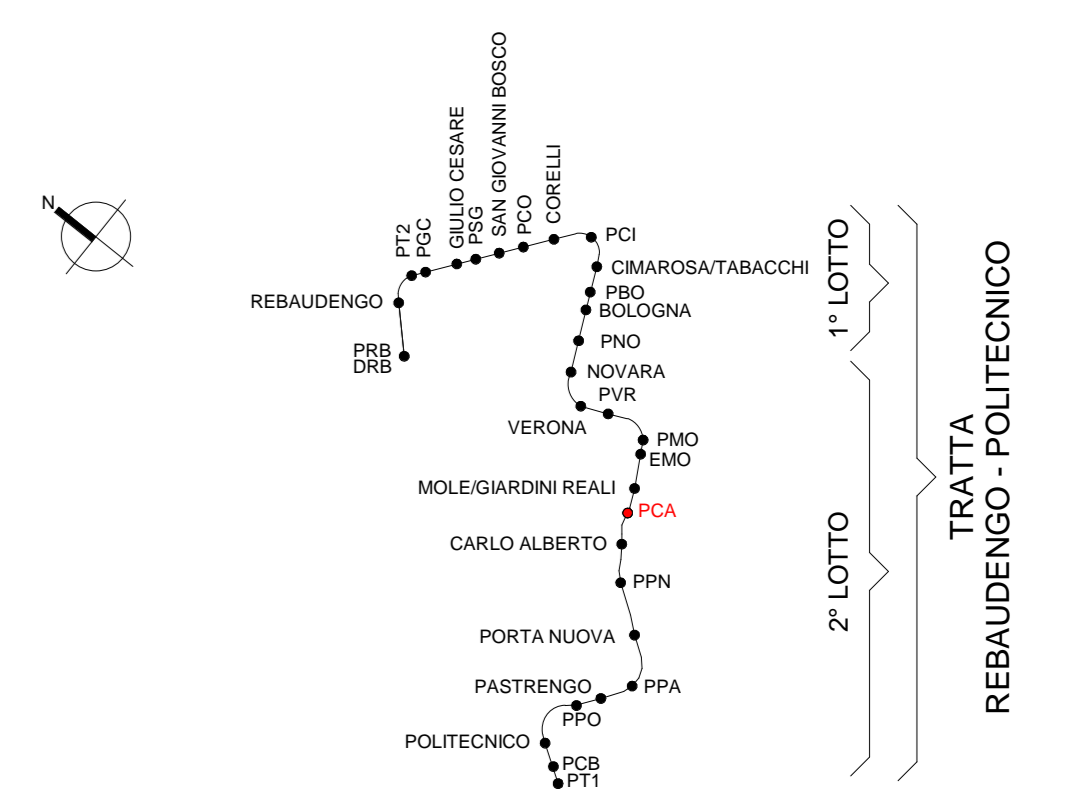 N
PT2
PGC
GIULIO CESARE
PSG
SAN GIOVANNI BOSCO
PCO
CORELLI
PCI
CIMAROSA/TABACCHI
REBAUDENGO
PBO
BOLOGNA
PNO
PRB
DRB
NOVARA
PVR
VERONA
PMO
EMO
MOLE/GIARDINI REALI
PCA
CARLO ALBERTO
PPN
PORTA NUOVA
PASTRENGO
PPA
PPO
POLITECNICO
PCB
PT1
1° LOTTO
2° LOTTO
TRATTA
REBAUDENGO - POLITECNICO